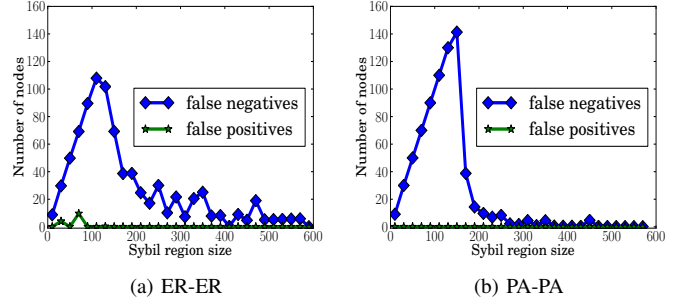 160
140
120
100
80
60
40
20
0
Number of nodes
false negatives
false positives
0 100 200 300 400 500 600
Sybil region size
(a) ER-ER
160
140
120
100
80
60
40
20
0
Number of nodes
false negatives
false positives
0 100 200 300 400 500 600
Sybil region size
(b) PA-PA